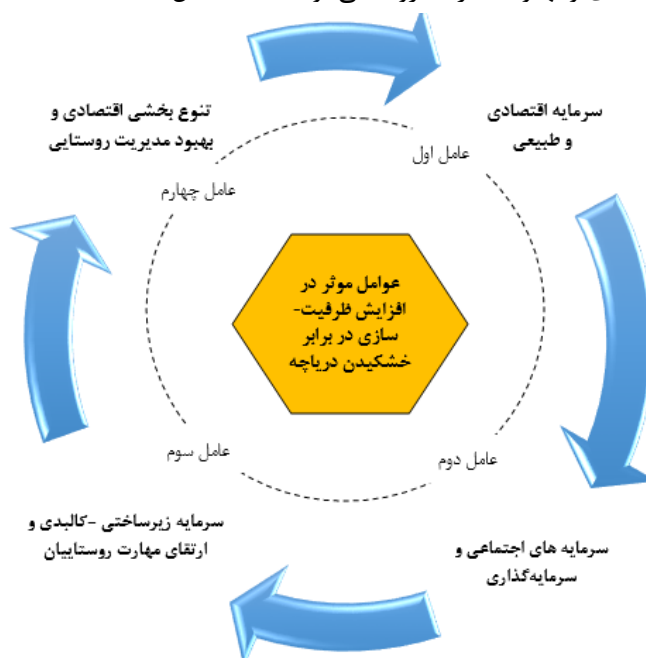 سرمایه اقتصادی
و طبیعی
عامل اول
تنوع بخشی اقتصادی و
بهبود مدیریت روستایی
عامل چهارم
عوامل موثر در
افزایش ظرفیت-
سازی در برابر
خشکیدن دریاچه
عامل دوم
سرمایه های اجتماعی و
سرمایه‌گذاری
عامل سوم
سرمایه زیرساختی -کالبدی و
ارتقای مهارت روستاییان